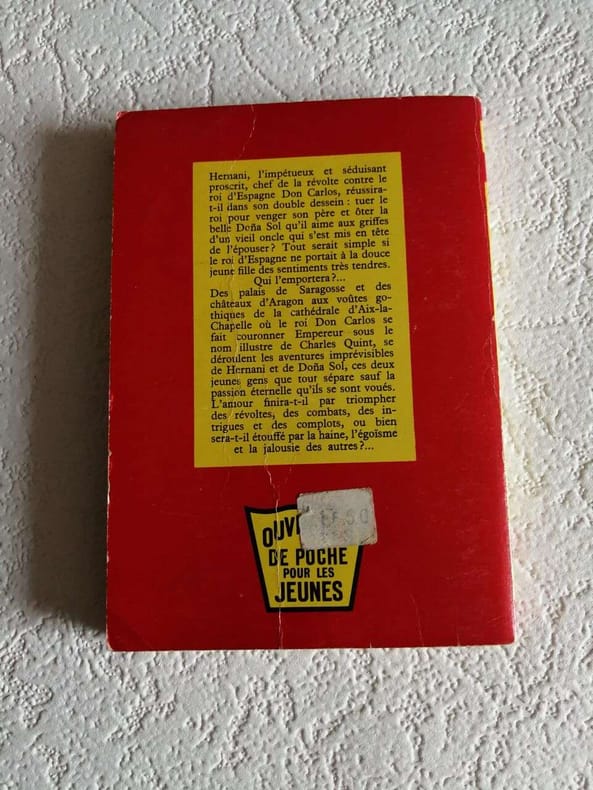 Hernani, l'impétueux et séduisant
proscrit, chef de la révolte contre le
roi d'Espagne Don Carlos, réussira-
t-il dans son double dessein : tuer le
roi pour venger son père et ôter la
belle Doña Sol qu'il aime aux griffes
d'un vieil oncle qui s'est mis en tête
de l'épouser ? Tout serait simple si
le roi d'Espagne ne portait à la douce
jeune fille des sentiments très tendres.
Qui l'emportera ?...
Des palais de Saragosse et des
châteaux d'Aragon aux voûtes go-
thiques de la cathédrale d'Aix-la-
Chapelle où le roi Don Carlos se
fait couronner Empereur sous le
nom illustre de Charles Quint, se
déroulent les aventures imprévisibles
de Hernani et de Doña Sol, ces deux
jeunes gens que tout sépare sauf la
passion éternelle qu'ils se sont voués.
L'amour finira-t-il par triompher
des révoltes, des combats, des in-
trigues et des complots, ou bien
sera-t-il étouffé par la haine, l'égoïsme
et la jalousie des autres ?...
DE POCHE
POUR LES
JEUNES